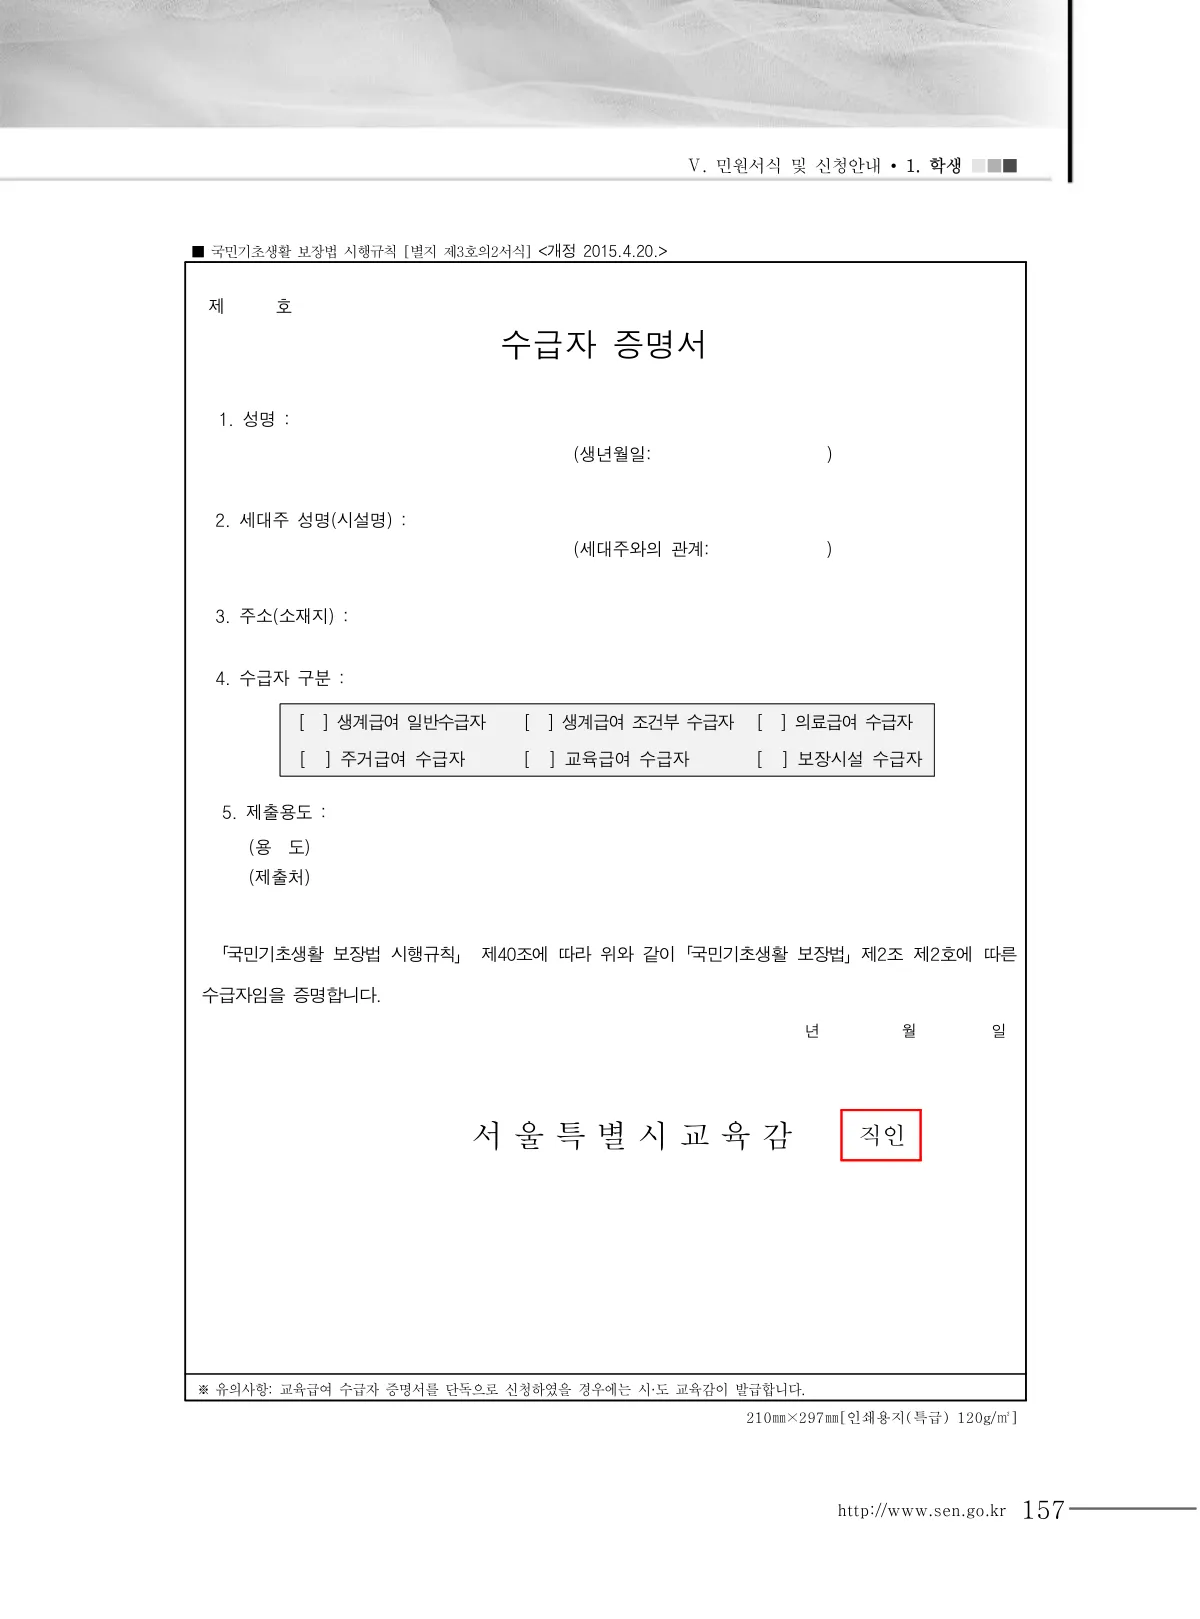 Ⅴ. 민원서식 및 신청안내 • 1. 학생
■ 국민기초생활 보장법 시행규칙 [별지 제3호의2서식] <개정 2015.4.20.>
제 호
수급자 증명서
1. 성명 :
(생년월일: )
2. 세대주 성명(시설명) :
(세대주와의 관계: )
3. 주소(소재지) :
4. 수급자 구분 :
[ ] 생계급여 일반수급자 [ ] 생계급여 조건부 수급자 [ ] 의료급여 수급자
[ ] 주거급여 수급자 [ ] 교육급여 수급자 [ ] 보장시설 수급자
5. 제출용도 :
(용 도)
(제출처)
「국민기초생활 보장법 시행규칙」 제40조에 따라 위와 같이「국민기초생활 보장법」제2조 제2호에 따른
수급자임을 증명합니다.
년 월 일
서울특별시교육감 직인
※ 유의사항: 교육급여 수급자 증명서를 단독으로 신청하였을 경우에는 시·도 교육감이 발급합니다.
210㎜×297㎜[인쇄용지(특급) 120g/㎡]
http://www.sen.go.kr 157